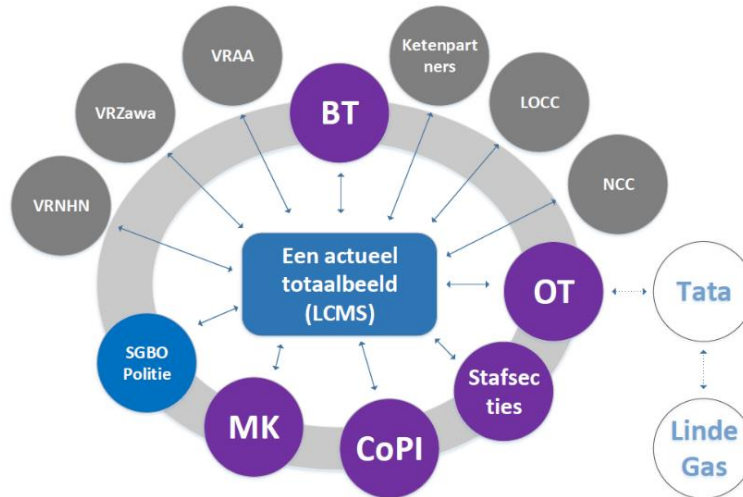 VRAA
Ketenpart
ners
VRZawa
BT
LOCC
VRNHN
NCC
Een actueel
totaalbeeld
(LCMS)
OT
Tata
SGBO
Politie
Stafsec
ties
MK
CoPI
Linde
Gas